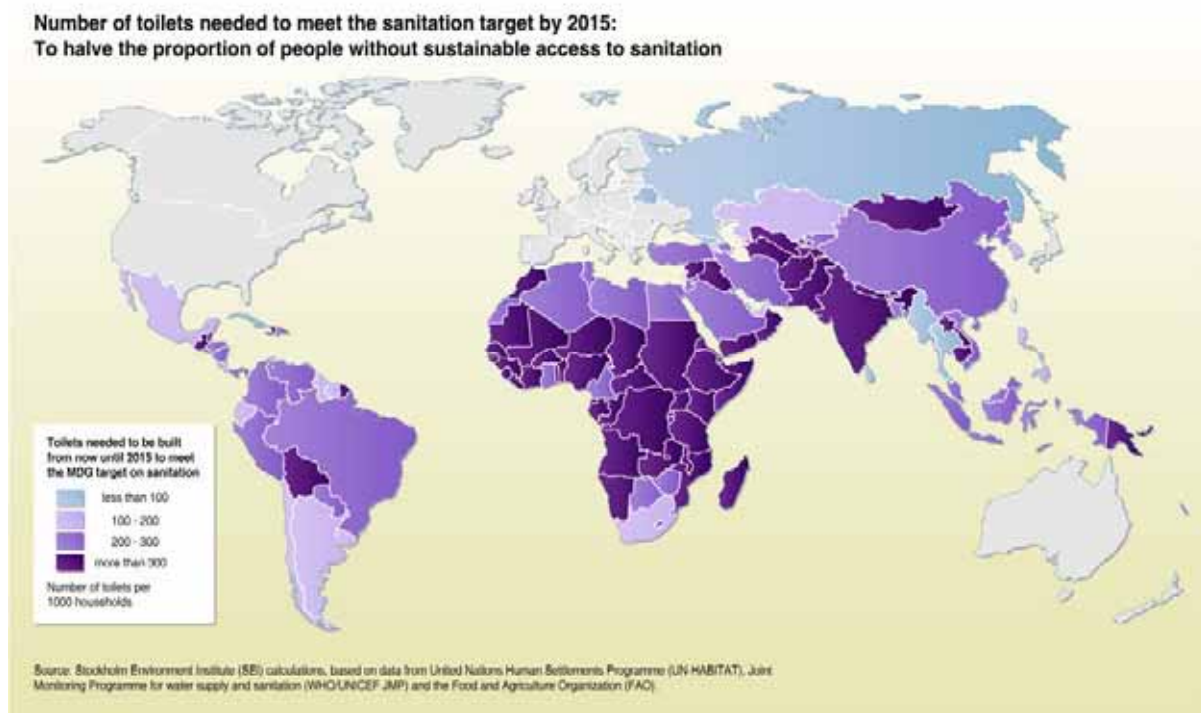 Number of toilets needed to meet the sanitation target by 2015:
To halve the proportion of people without sustainable access to sanitation
Toilets needed to be built
from now until 2015 to meet
the MDG target on sanitation
less than 100
100 - 200
200 - 300
more than 300
Number of toilets per
1000 households
Source: Stockholm Environment Institute (SEI) calculations, based on data from United Nations Human Settlements Programme (UN-HABITAT), Joint
Monitoring Programme for water supply and sanitation (WHO/UNICEF JMP) and the Food and Agriculture Organization (FAO).